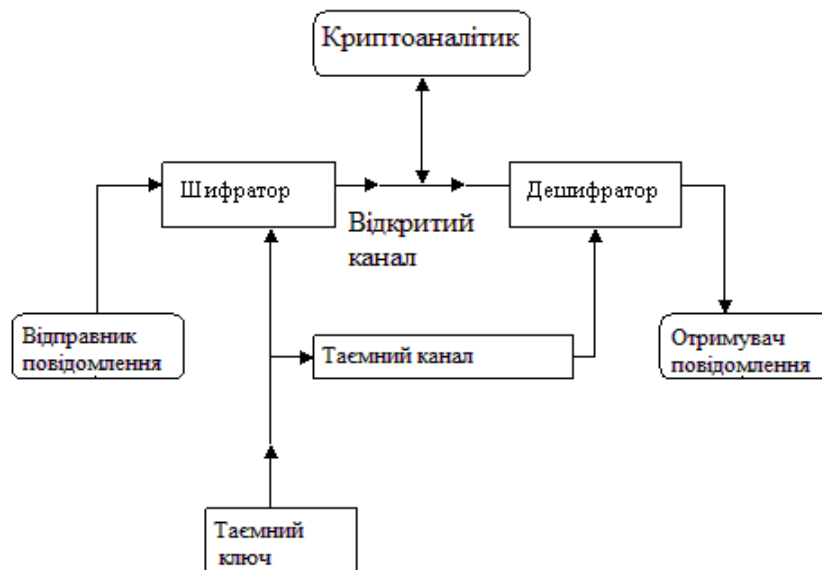 Криптоаналітик
Шифратор
Дешифратор
Відкритий
канал
Відправник
повідомлення
Таємний канал
Отримувач
повідомлення
Таємний
ключ